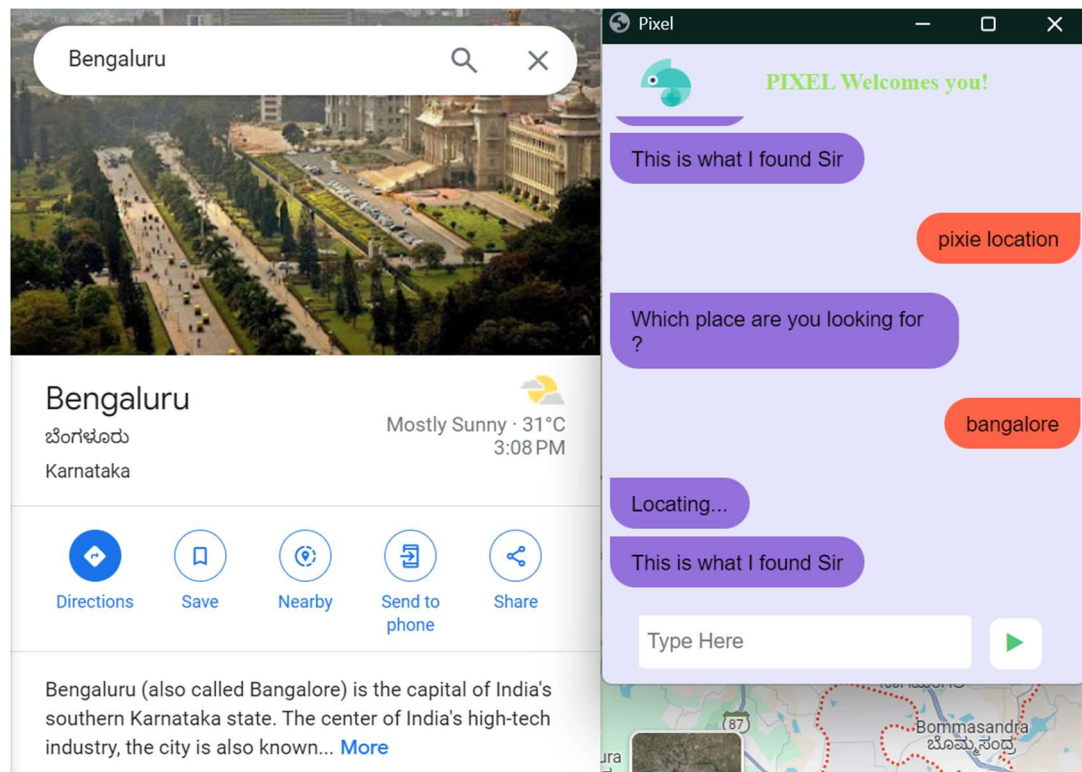 Bengaluru
Bengaluru
ಬೆಂಗಳೂರು
Karnataka
Mostly Sunny · 31°C
3:08 PM
Directions
Save
Nearby
Send to
phone
Share
Bengaluru (also called Bangalore) is the capital of India's
southern Karnataka state. The center of India's high-tech
industry, the city is also known... More
Pixel
PIXEL Welcomes you!
This is what I found Sir
pixie location
Which place are you looking for
?
bangalore
Locating...
This is what I found Sir
Type Here
87
Bommasandra
ಬೊಮ್ಮಸಂದ್ರ